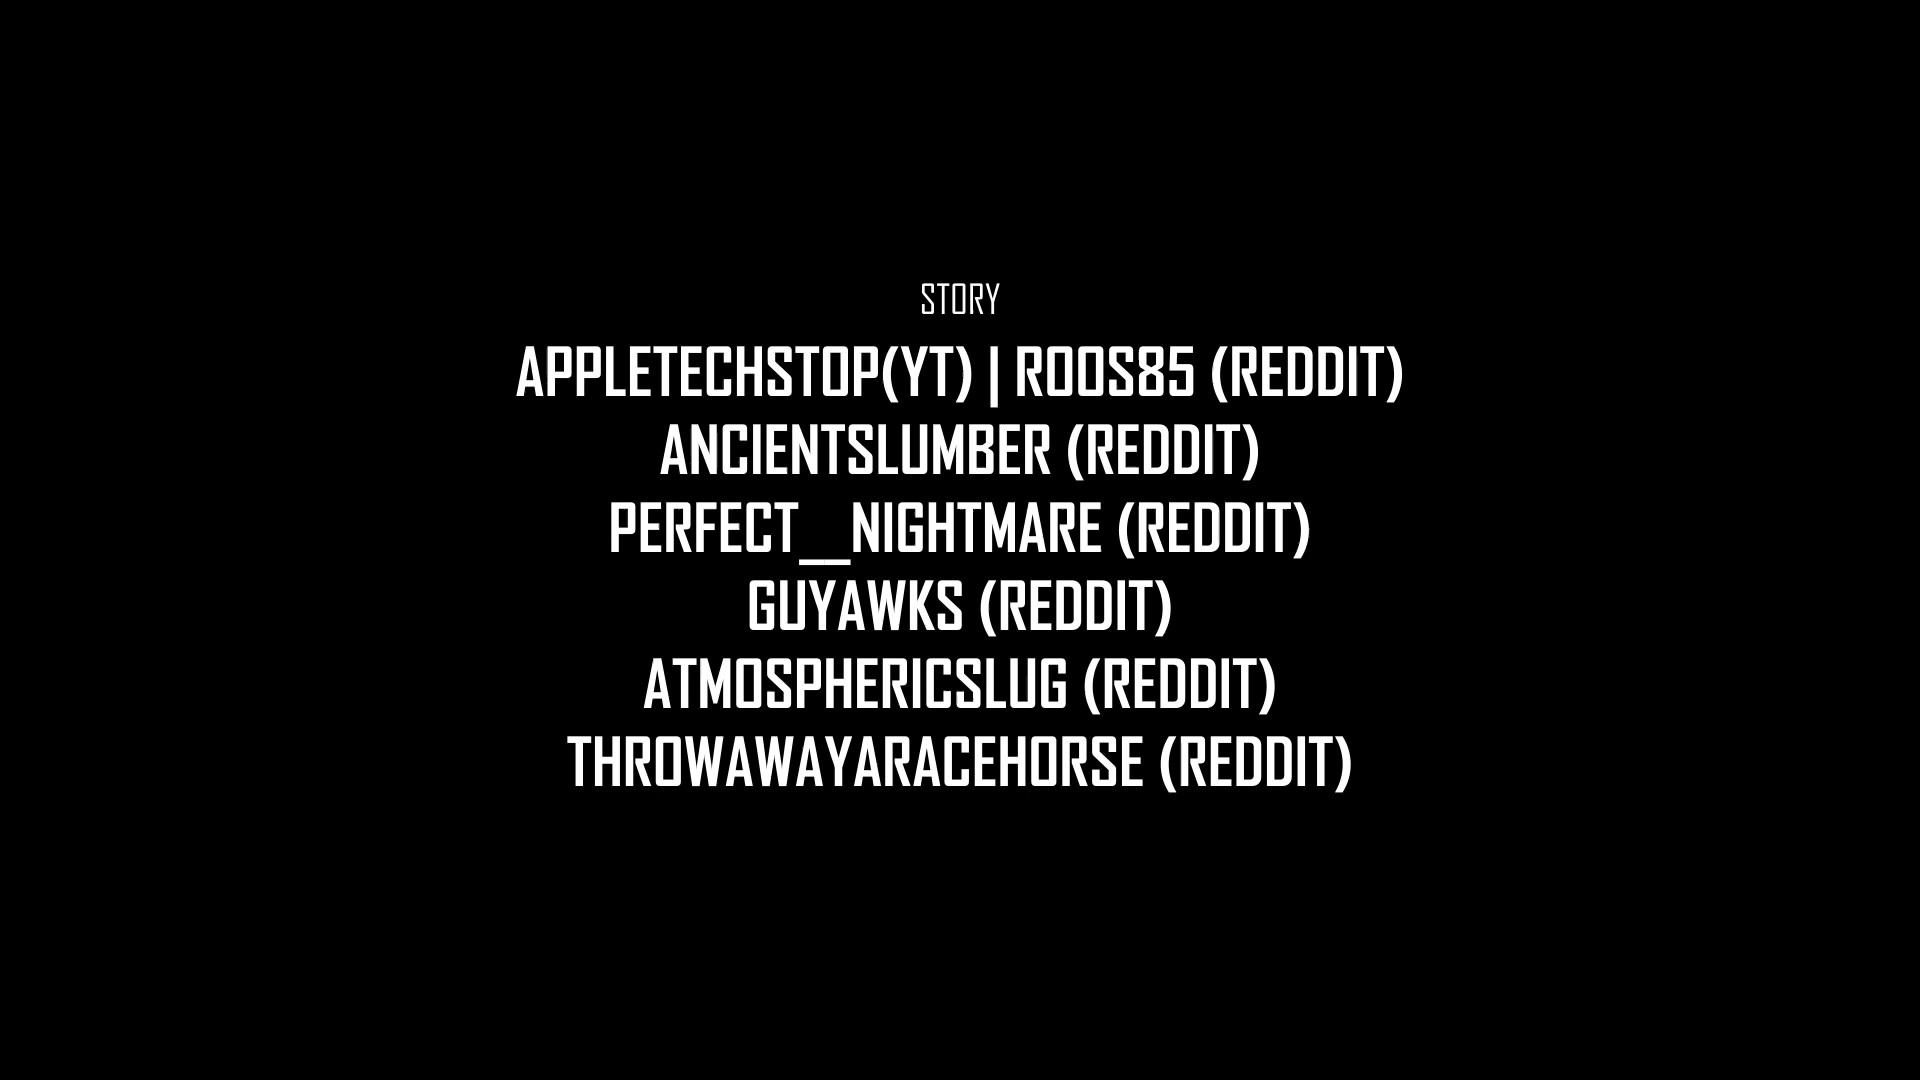 STORY
APPLETECHSTOP(YT) | ROOS85 (REDDIT)
ANCIENTSLUMBER (REDDIT)
PERFECT__NIGHTMARE (REDDIT)
GUYAWKS (REDDIT)
ATMOSPHERICSLUG (REDDIT)
THROWAWAYARACEHORSE (REDDIT)